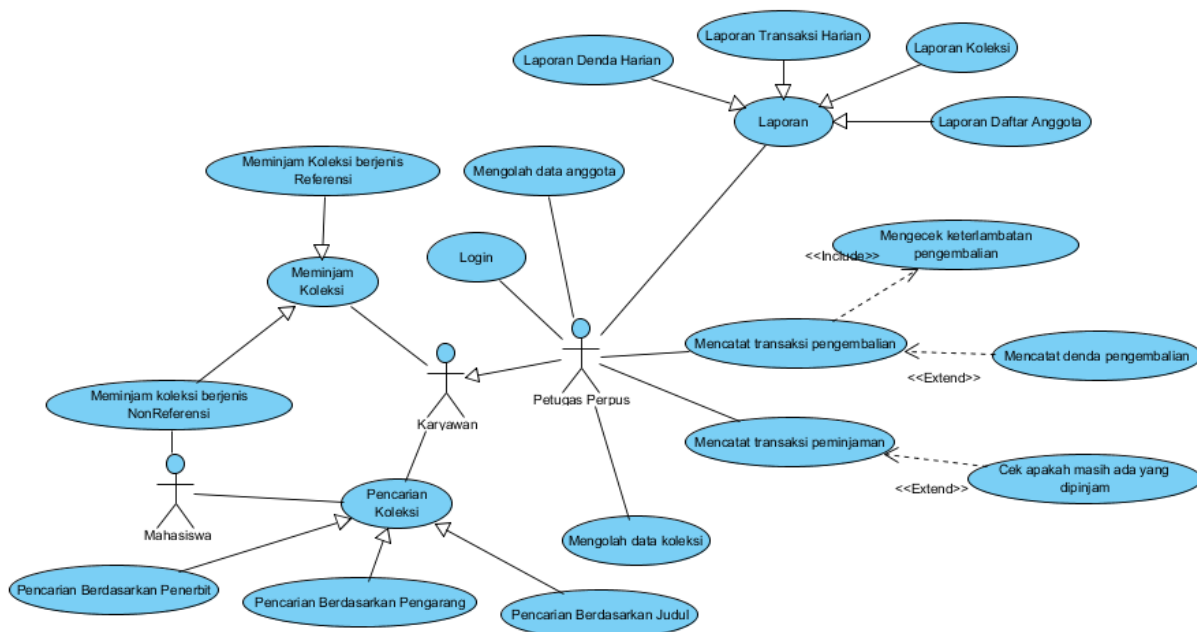 Laporan Transaksi Harian
Laporan Denda Harian
Laporan Koleksi
Laporan
Laporan Daftar Anggota
Meminjam Koleksi berjenis
Referensi
Mengolah data anggota
Mengecek keterlambatan
pengembalian
<<Include>>
Login
Meminjam
Koleksi
Mencatat transaksi pengembalian
Mencatat denda pengembalian
<<Extend>>
Meminjam koleksi berjenis
NonReferensi
Karyawan
Petugas Perpus
Mencatat transaksi peminjaman
Cek apakah masih ada yang
dipinjam
<<Extend>>
Pencarian
Koleksi
Mahasiswa
Mengolah data koleksi
Pencarian Berdasarkan Penerbit
Pencarian Berdasarkan Pengarang
Pencarian Berdasarkan Judul